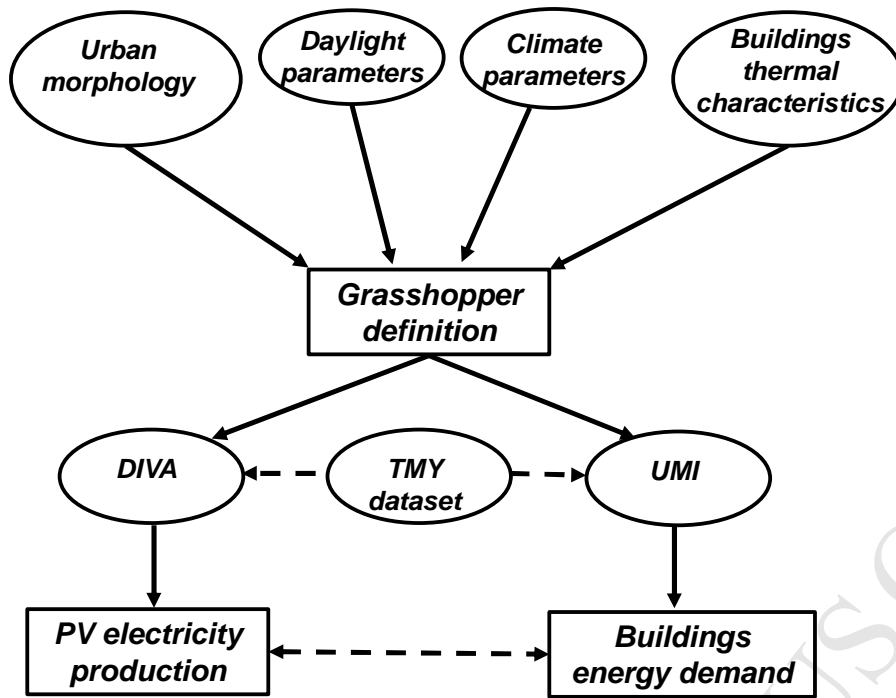 Urban
morphology
Daylight
parameters
Climate
parameters
Buildings
thermal
characteristics
Grasshopper
definition
DIVA
TMY
dataset
UMI
PV electricity
production
Buildings
energy demand